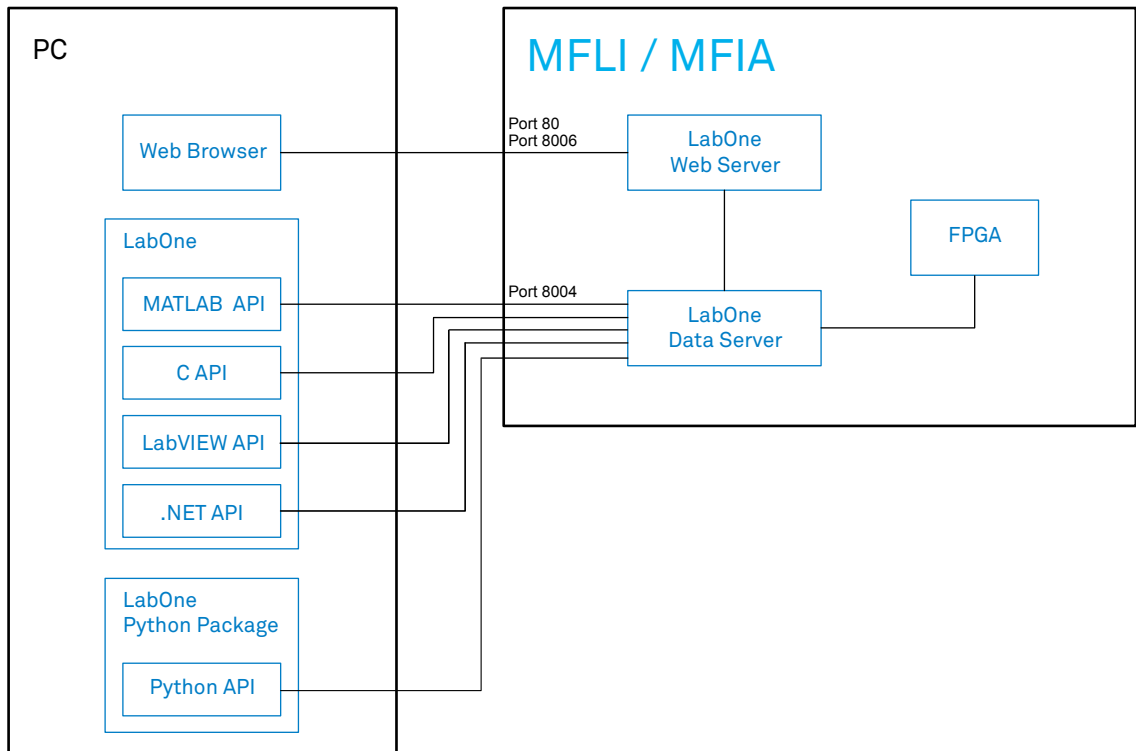 PC
Web Browser
LabOne
MATLAB API
C API
LabVIEW API
.NET API
LabOne
Python Package
Python API
MFLI / MFIA
Port 80
Port 8006
LabOne
Web Server
FPGA
Port 8004
LabOne
Data Server